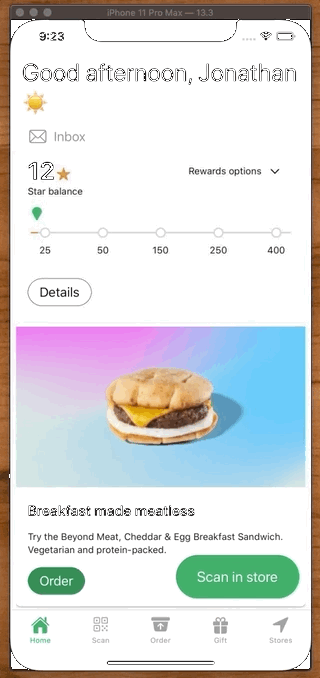 iPhone 11 Pro Max — 13.3
9:23
Good afternoon, Jonathan
Inbox
12
Rewards options
Star balance
25 50 150 250 400
Details
Breakfast made meatless
Try the Beyond Meat, Cheddar & Egg Breakfast Sandwich.
Vegetarian and protein-packed.
Order
Scan in store
Home Scan Order Gift Stores